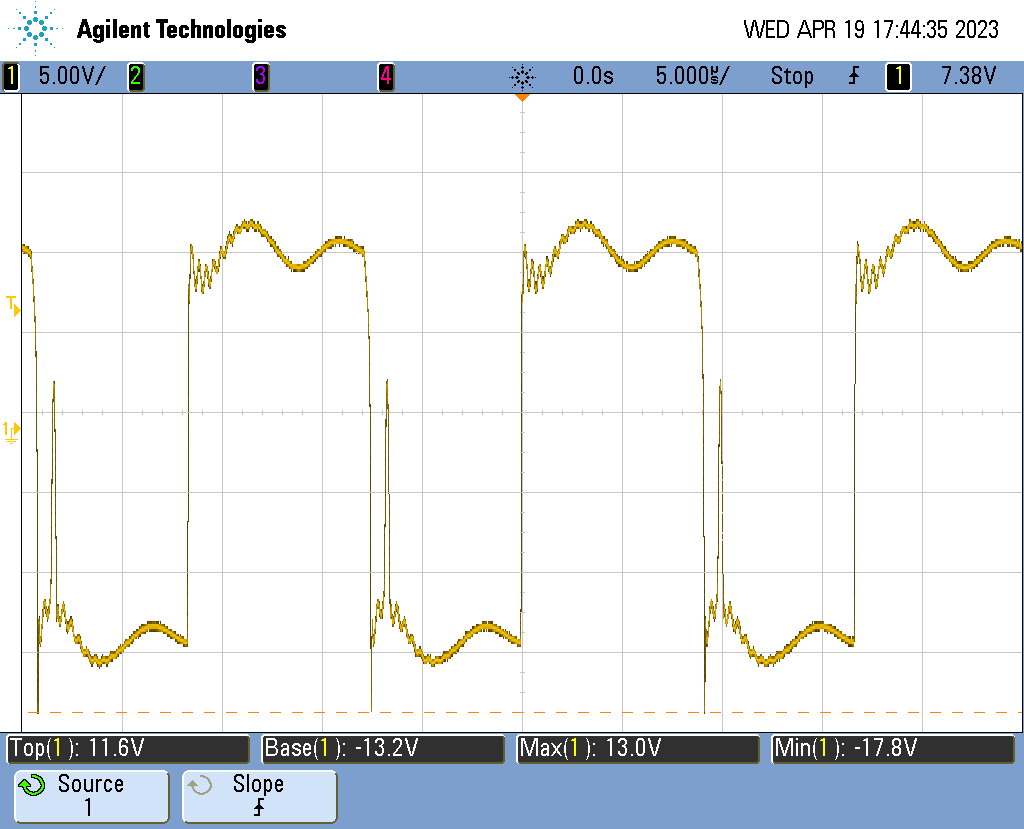 Agilent Technologies
WED APR 19 17:44:35 2023
1 5.00V/ 2 3 4 0.0s 5.000µs/ Stop 1 7.38V
T
1
Top(1): 11.6V Base(1): -13.2V Max(1): 13.0V Min(1): -17.8V
Source Slope
1